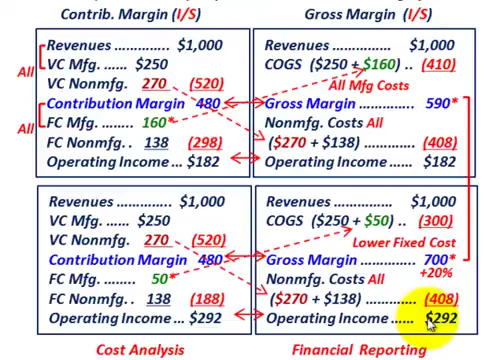 Contrib. Margin (I/S)
Gross Margin (I/S)
All
All
Revenues ............. $1,000
VC Mfg. ...... $250
VC Nonmfg. 270 (520)
Contribution Margin 480
FC Mfg. ........ 160*
FC Nonmfg. . 138 (298)
Operating Income ... $182
Revenues ............... $1,000
COGS ($250 + $160) .. (410)
All Mfg Costs
Gross Margin .............. 590*
Nonmfg. Costs All
($270 + $138) ............. (408)
Operating Income ...... $182
Revenues ............. $1,000
VC Mfg. ...... $250
VC Nonmfg. 270 (520)
Contribution Margin 480
FC Mfg. ........ 50*
FC Nonmfg. . 138 (188)
Operating Income ... $292
Revenues ............... $1,000
COGS ($250 + $50) .. (300)
Lower Fixed Cost
Gross Margin .............. 700*
+20%
Nonmfg. Costs All
($270 + $138) ............ (408)
Operating Income ...... $292
Cost Analysis
Financial Reporting